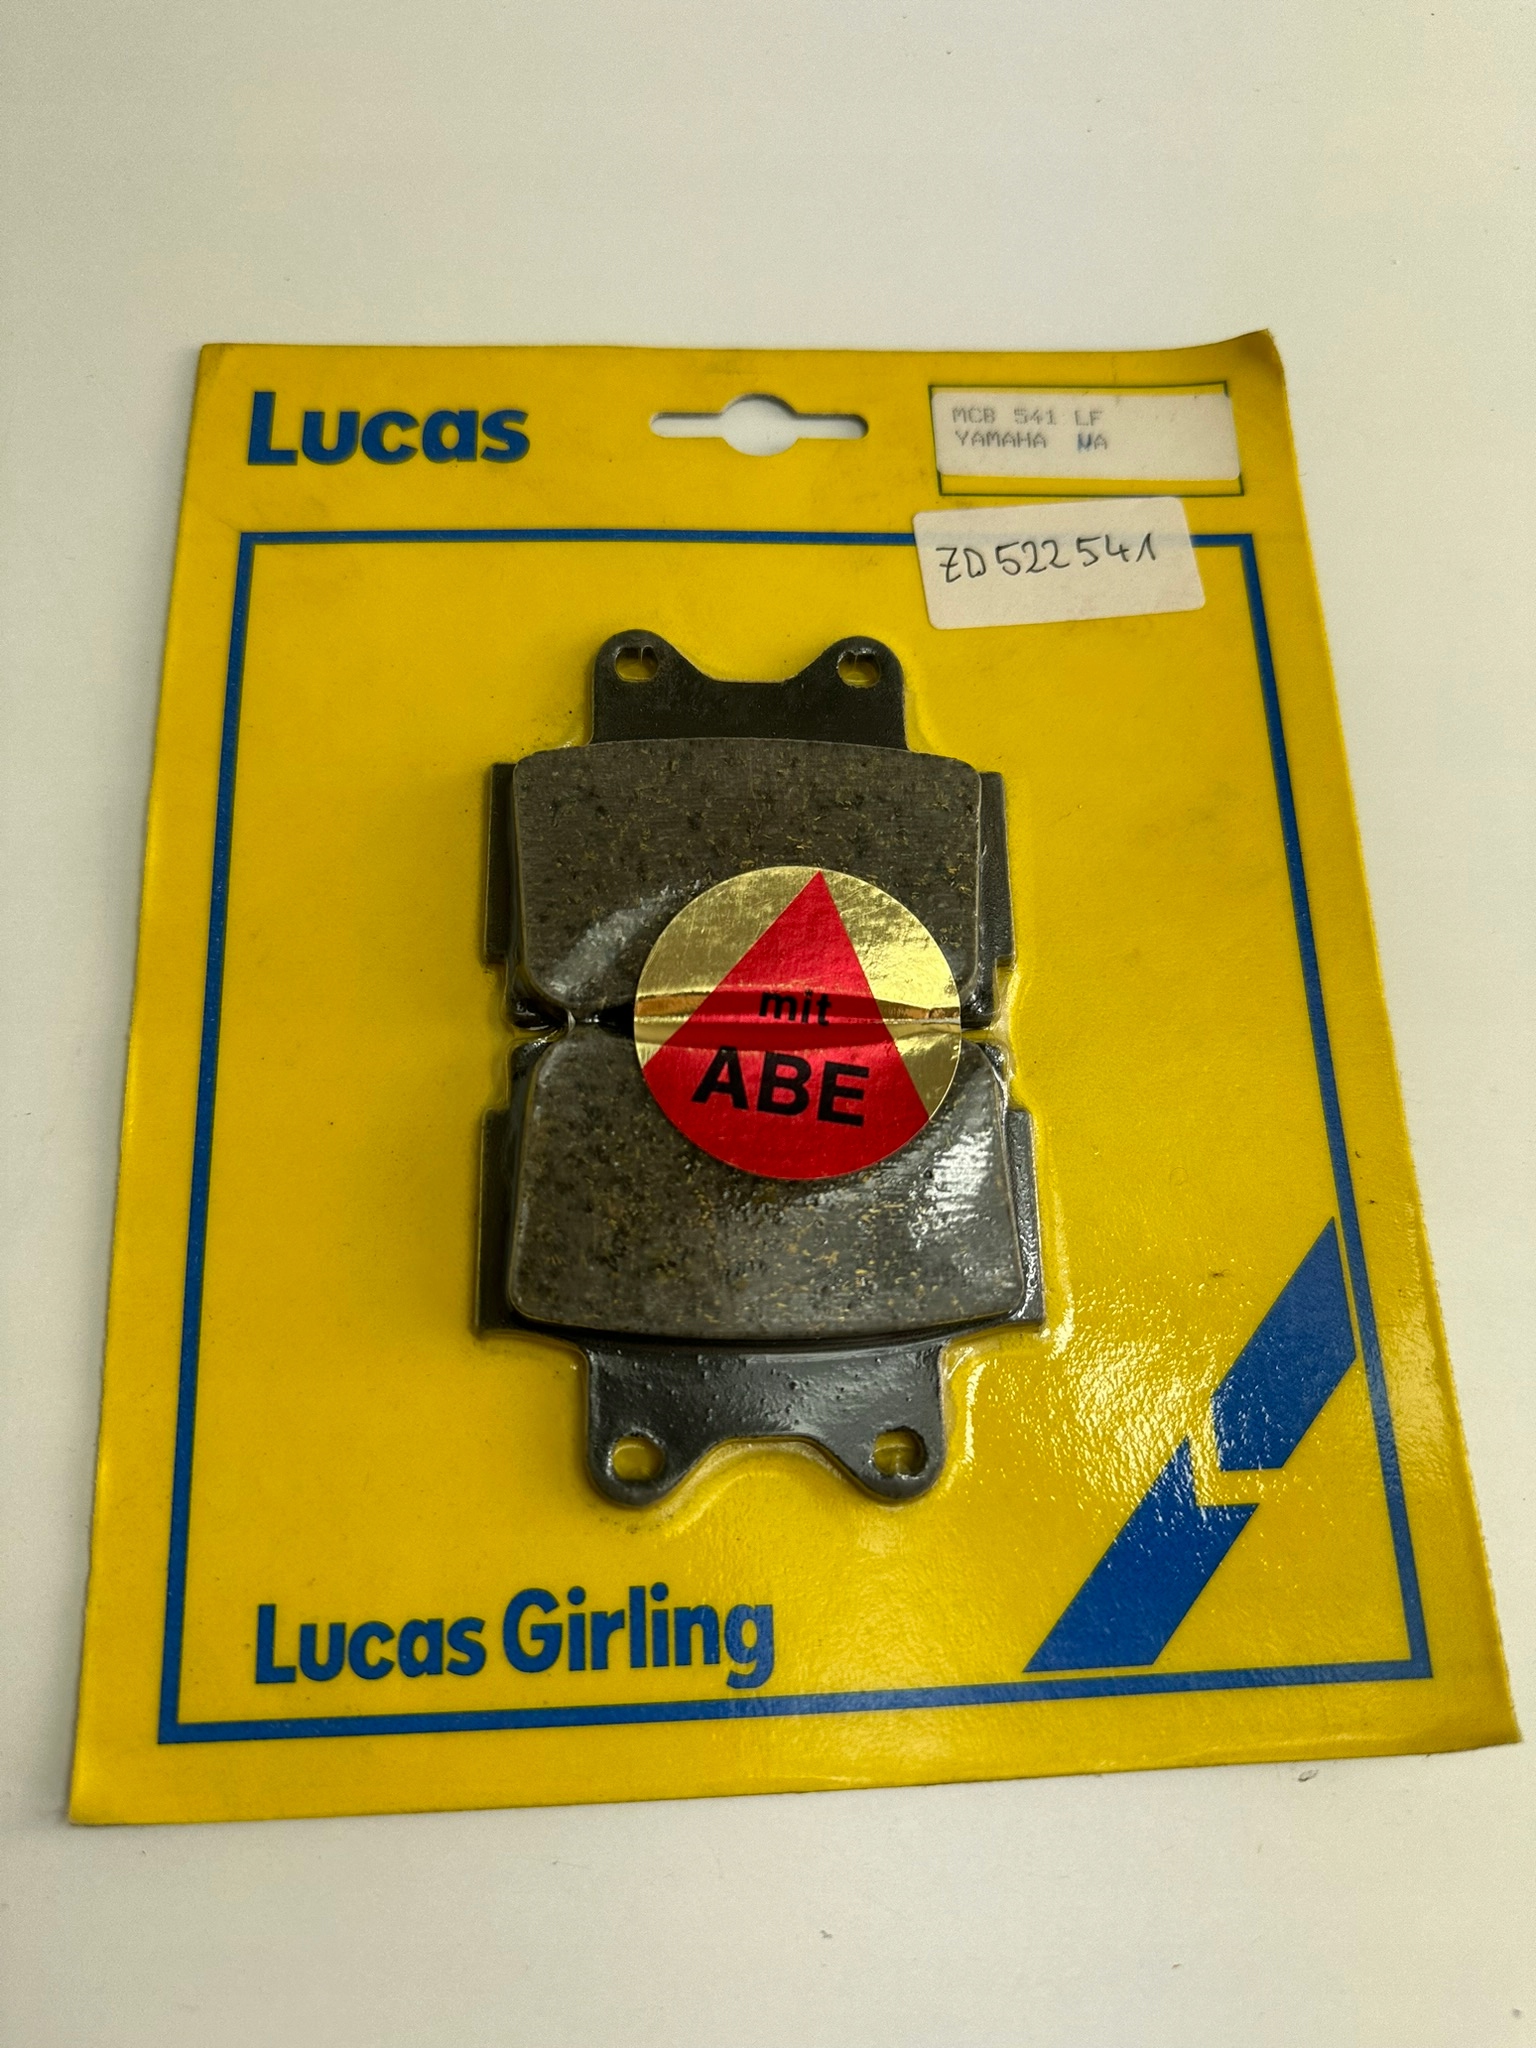 Lucas
MCB 541 LF
YAMAHA NA
ZD522541
mit
ABE
Lucas Girling